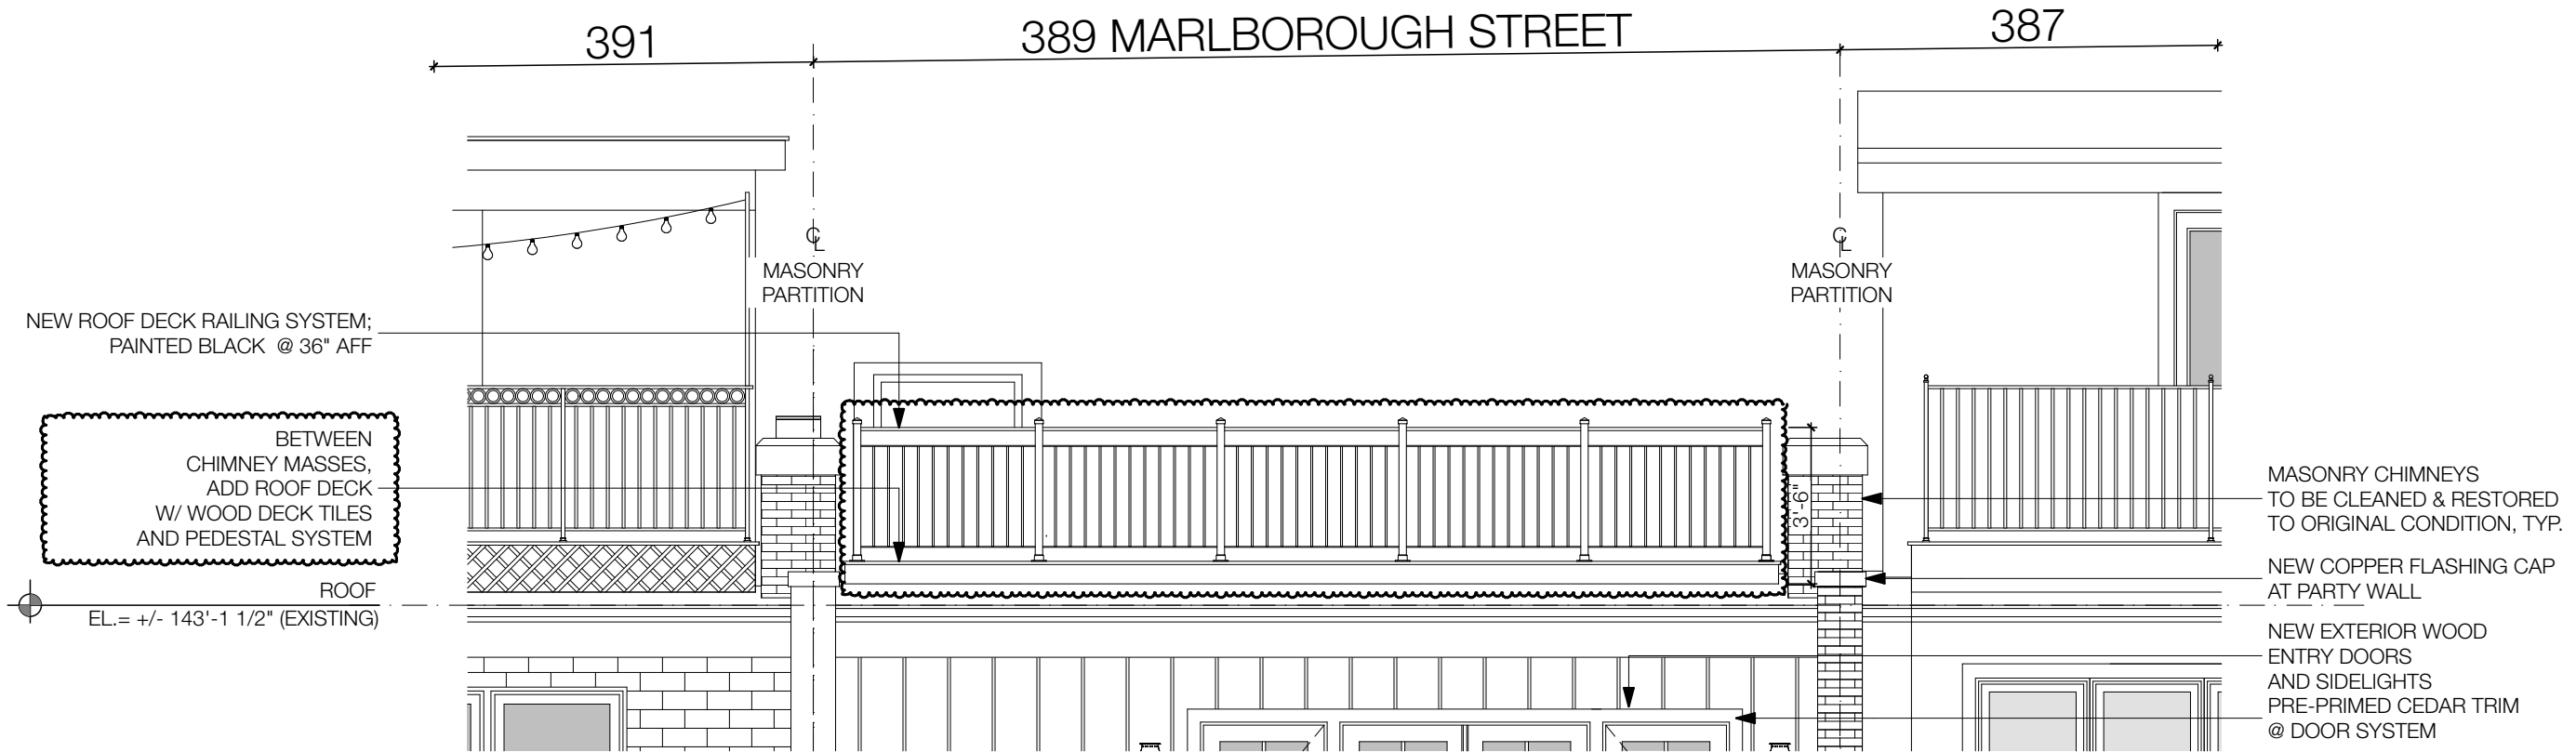 391
389 MARLBOROUGH STREET
387
CL
MASONRY
PARTITION
CL
MASONRY
PARTITION
NEW ROOF DECK RAILING SYSTEM;
PAINTED BLACK @ 36" AFF
BETWEEN
CHIMNEY MASSES,
ADD ROOF DECK
W/ WOOD DECK TILES
AND PEDESTAL SYSTEM
ROOF
EL.= +/- 143'-1 1/2" (EXISTING)
3'-6"
MASONRY CHIMNEYS
TO BE CLEANED & RESTORED
TO ORIGINAL CONDITION, TYP.
NEW COPPER FLASHING CAP
AT PARTY WALL
NEW EXTERIOR WOOD
ENTRY DOORS
AND SIDELIGHTS
PRE-PRIMED CEDAR TRIM
@ DOOR SYSTEM